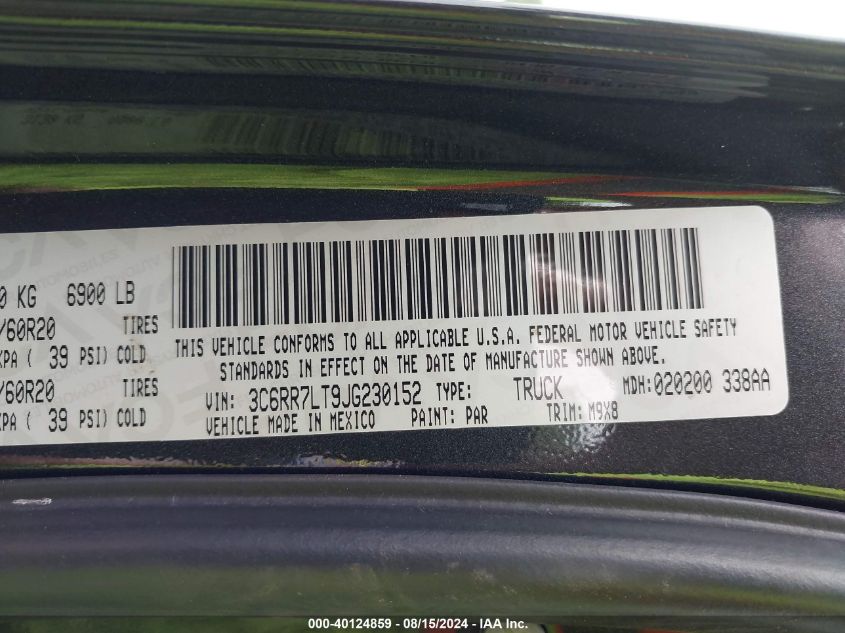 0 KG 6900 LB
/60R20 TIRES
KPA ( 39 PSI) COLD
/60R20 TIRES
KPA ( 39 PSI) COLD
THIS VEHICLE CONFORMS TO ALL APPLICABLE U.S.A. FEDERAL MOTOR VEHICLE SAFETY
STANDARDS IN EFFECT ON THE DATE OF MANUFACTURE SHOWN ABOVE.
VIN: 3C6RR7LT9JG230152 TYPE: TRUCK MDH:020200 338AA
VEHICLE MADE IN MEXICO PAINT: PAR TRIM: M9X8
000-40124859 - 08/15/2024 - IAA Inc.